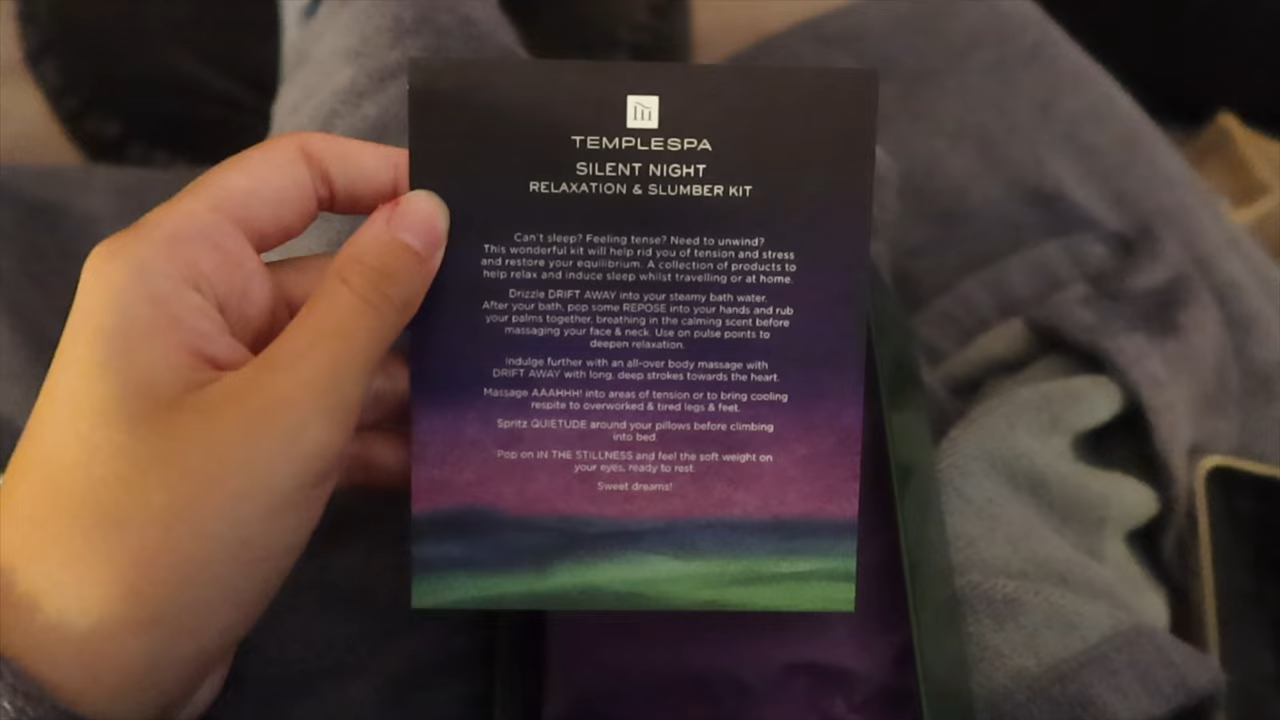 TEMPLESPA
SILENT NIGHT
RELAXATION & SLUMBER KIT
Can't sleep? Feeling tense? Need to unwind?
This wonderful kit will help rid you of tension and stress
and restore your equilibrium. A collection of products to
help relax and induce sleep whilst travelling or at home.
Drizzle DRIFT AWAY into your steamy bath water.
After your bath, pop some REPOSE into your hands and rub
your palms together, breathing in the calming scent before
massaging your face & neck. Use on pulse points to
deepen relaxation.
Indulge further with an all-over body massage with
DRIFT AWAY with long, deep strokes towards the heart.
Massage AAAHHH! into areas of tension or to bring cooling
respite to overworked & tired legs & feet.
Spritz QUIETUDE around your pillows before climbing
into bed.
Pop on IN THE STILLNESS and feel the soft weight on
your eyes, ready to rest.
Sweet dreams!